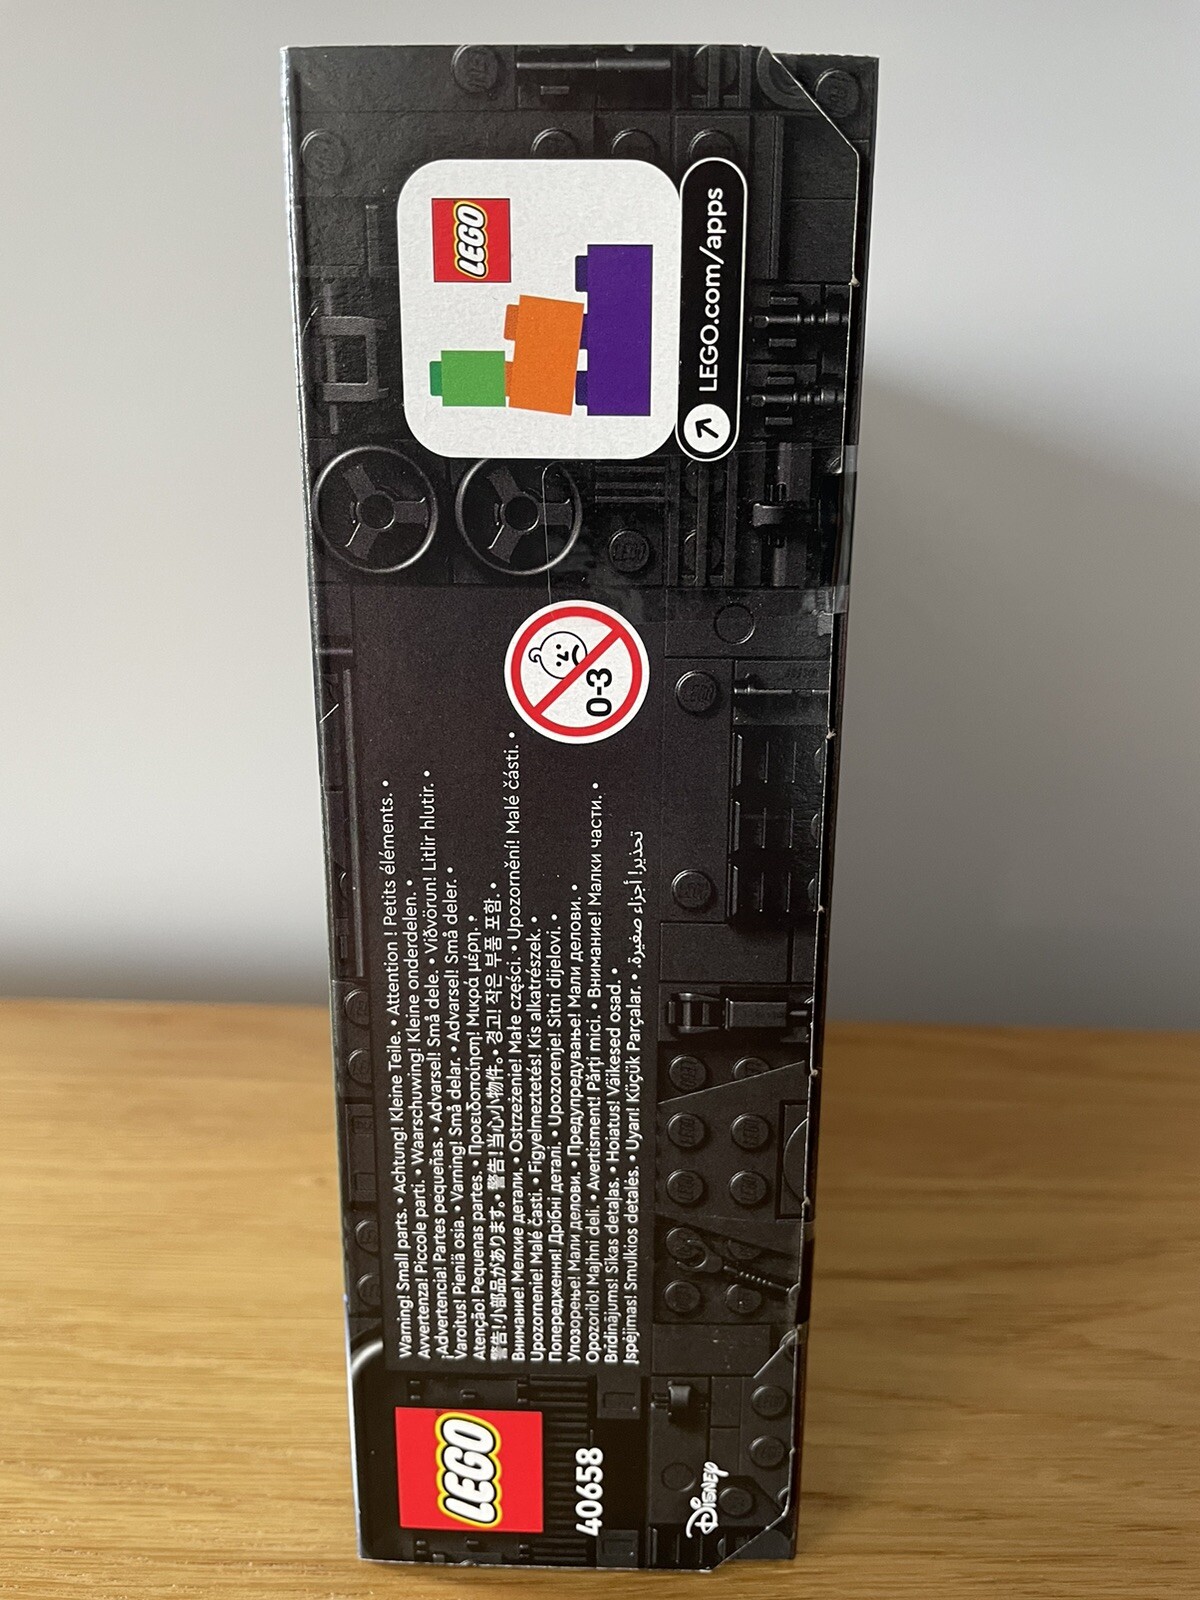 LEGO
40658
Disney
Warning! Small parts. • Achtung! Kleine Teile. • Attention ! Petits éléments. •
Avvertenza! Piccole parti. • Waarschuwing! Kleine onderdelen. •
¡Advertencia! Partes pequeñas. • Advarsel! Små dele. • Viðvörun! Litlir hlutir. •
Varoitus! Pieniä osia. • Varning! Små delar. • Advarsel! Små deler. •
Atenção! Pequenas partes. • Προειδοποίηση! Μικρά μέρη. •
警告!小部品があります。• 警告!当心小物件。• 경고! 작은 부품 포함. •
Внимание! Мелкие детали. • Ostrzeżenie! Małe części. • Upozornění! Malé části. •
Upozornenie! Malé časti. • Figyelmeztetés! Kis alkatrészek. •
Попередження! Дрібні деталі. • Upozorenje! Sitni dijelovi. •
Упозорење! Мали делови. • Предупредување! Мали делови. •
Opozorilo! Majhni deli. • Avertisment! Părți mici. • Внимание! Малки части. •
Brīdinājums! Sīkas detaļas. • Hoiatus! Väikesed osad. •
Įspėjimas! Smulkios detalės. • Uyarı! Küçük Parçalar. • تحذير! أجزاء صغيرة.
0-3
LEGO
LEGO.com/apps